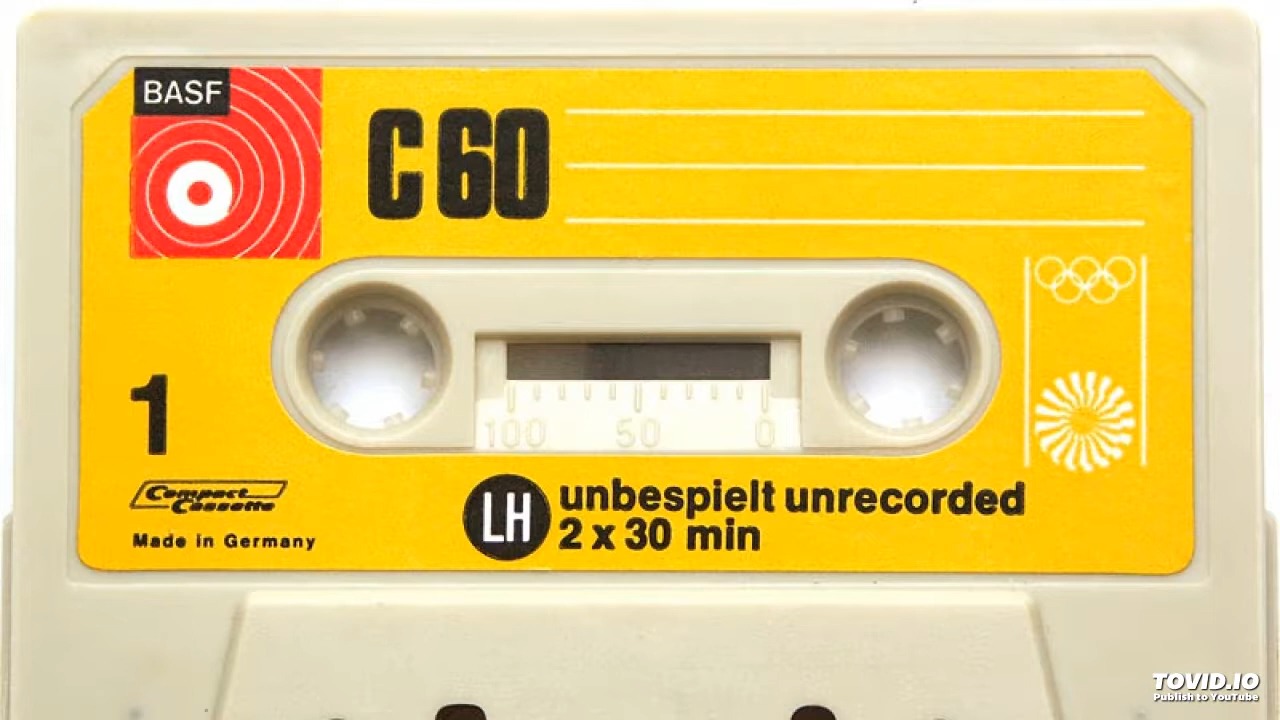 BASF
C60
100 50 0
1
Compact
Cassette
Made in Germany
LH
unbespielt unrecorded
2 x 30 min
TOVID.IO
Publish to YouTube